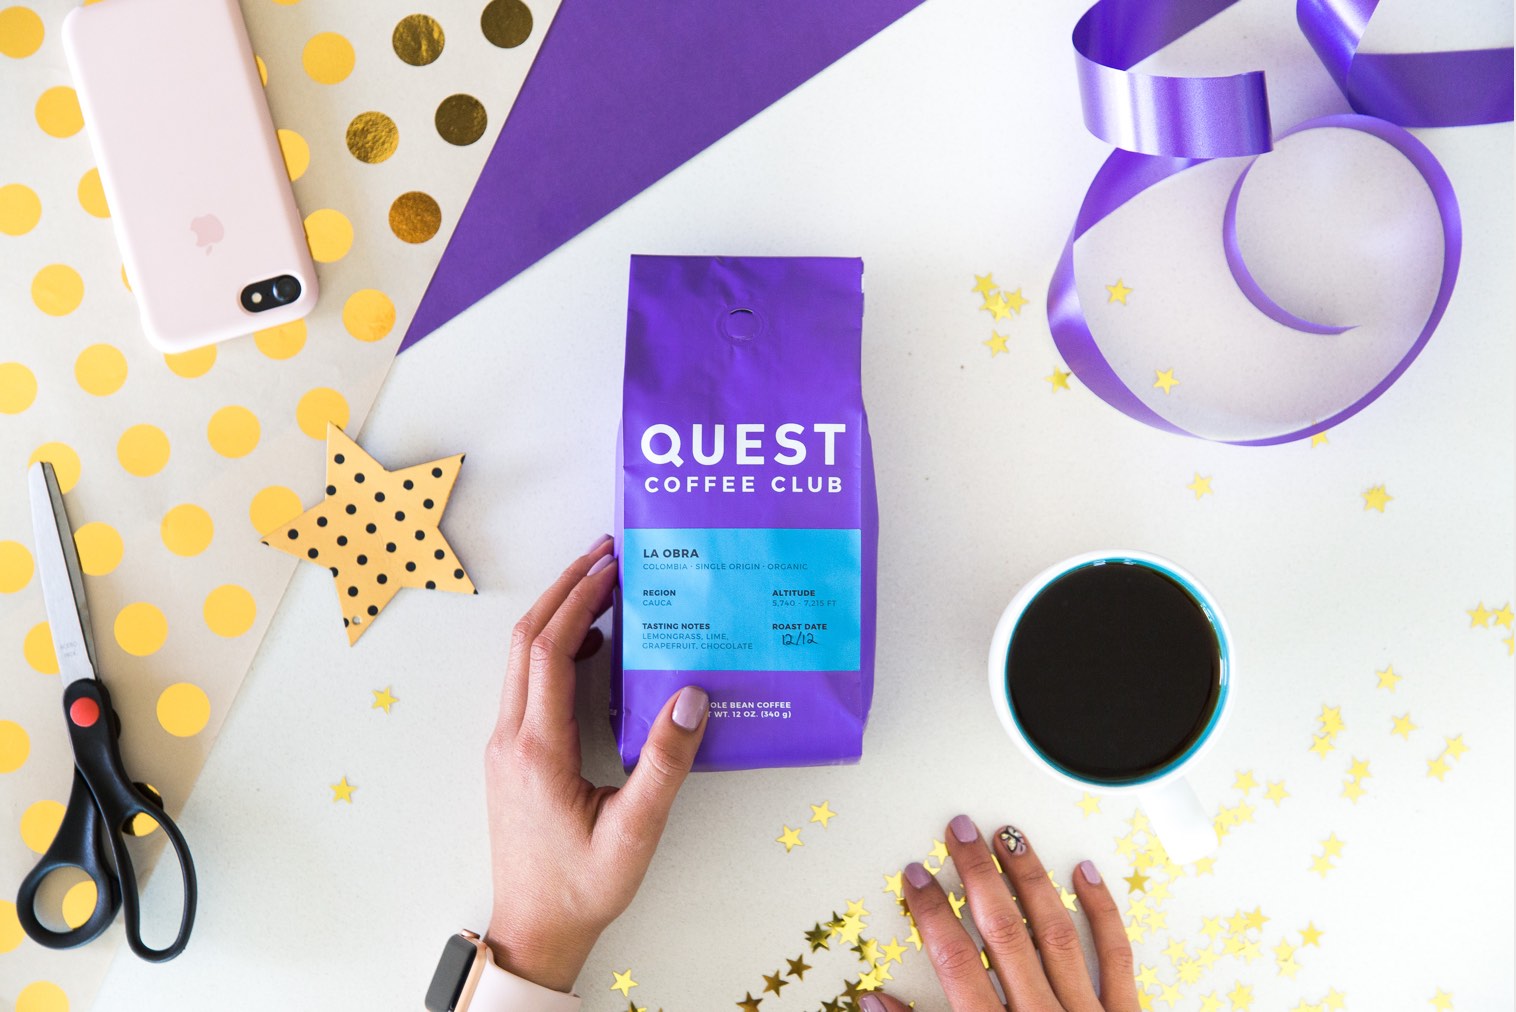 QUEST
COFFEE CLUB
LA OBRA
COLOMBIA · SINGLE ORIGIN · ORGANIC
REGION
CAUCA
ALTITUDE
5,740 - 7,215 FT
TASTING NOTES
LEMONGRASS, LIME,
GRAPEFRUIT, CHOCOLATE
ROAST DATE
12/12
OLE BEAN COFFEE
WT. 12 OZ. (340 g)